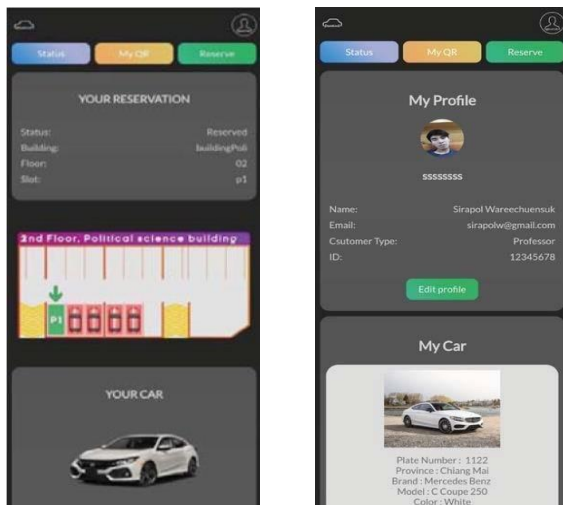 Status My QR Reserve
YOUR RESERVATION
Status: Reserved
Building: buildingPoli
Floor: 02
Slot: p1
2nd Floor, Political science building
P1
YOUR CAR
Status My QR Reserve
My Profile
ssssssss
Name: Sirapol Wareechuensuk
Email: sirapolw@gmail.com
Csutomer Type: Professor
ID: 12345678
Edit profile
My Car
Plate Number : 1122
Province : Chiang Mai
Brand : Mercedes Benz
Model : C Coupe 250
Color : White